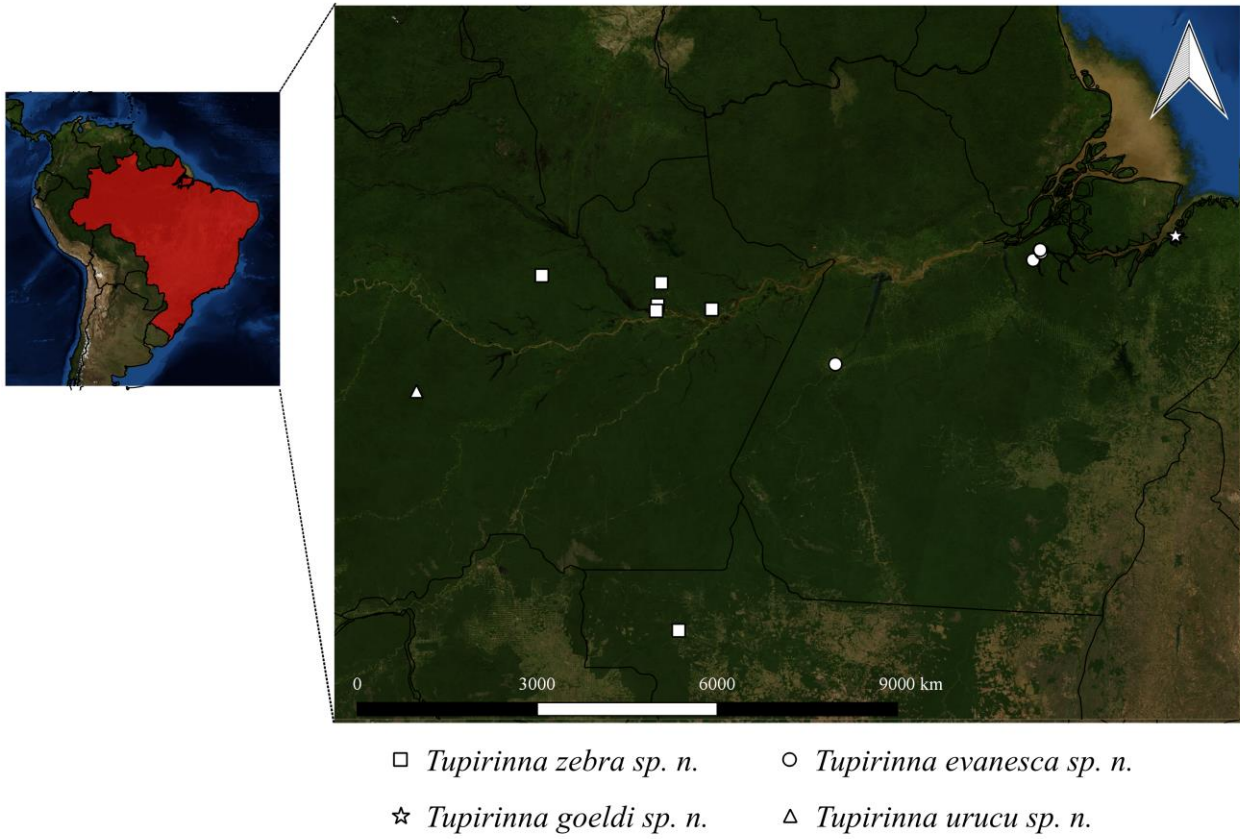 0 3000 6000 9000 km
Tupirinna zebra sp. n.
Tupirinna evanesca sp. n.
Tupirinna goeldi sp. n.
Tupirinna urucu sp. n.